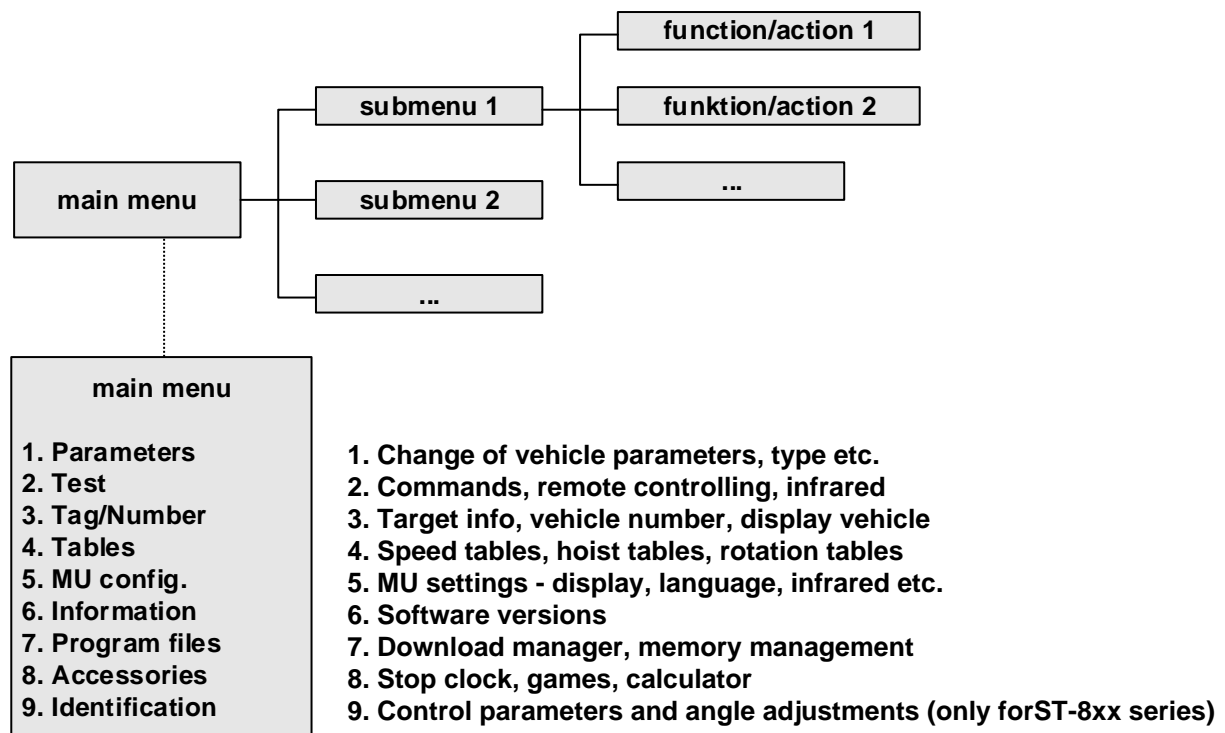 function/action 1
submenu 1
funktion/action 2
main menu
submenu 2
...
...
main menu
1. Parameters
2. Test
3. Tag/Number
4. Tables
5. MU config.
6. Information
7. Program files
8. Accessories
9. Identification
1. Change of vehicle parameters, type etc.
2. Commands, remote controlling, infrared
3. Target info, vehicle number, display vehicle
4. Speed tables, hoist tables, rotation tables
5. MU settings - display, language, infrared etc.
6. Software versions
7. Download manager, memory management
8. Stop clock, games, calculator
9. Control parameters and angle adjustments (only forST-8xx series)